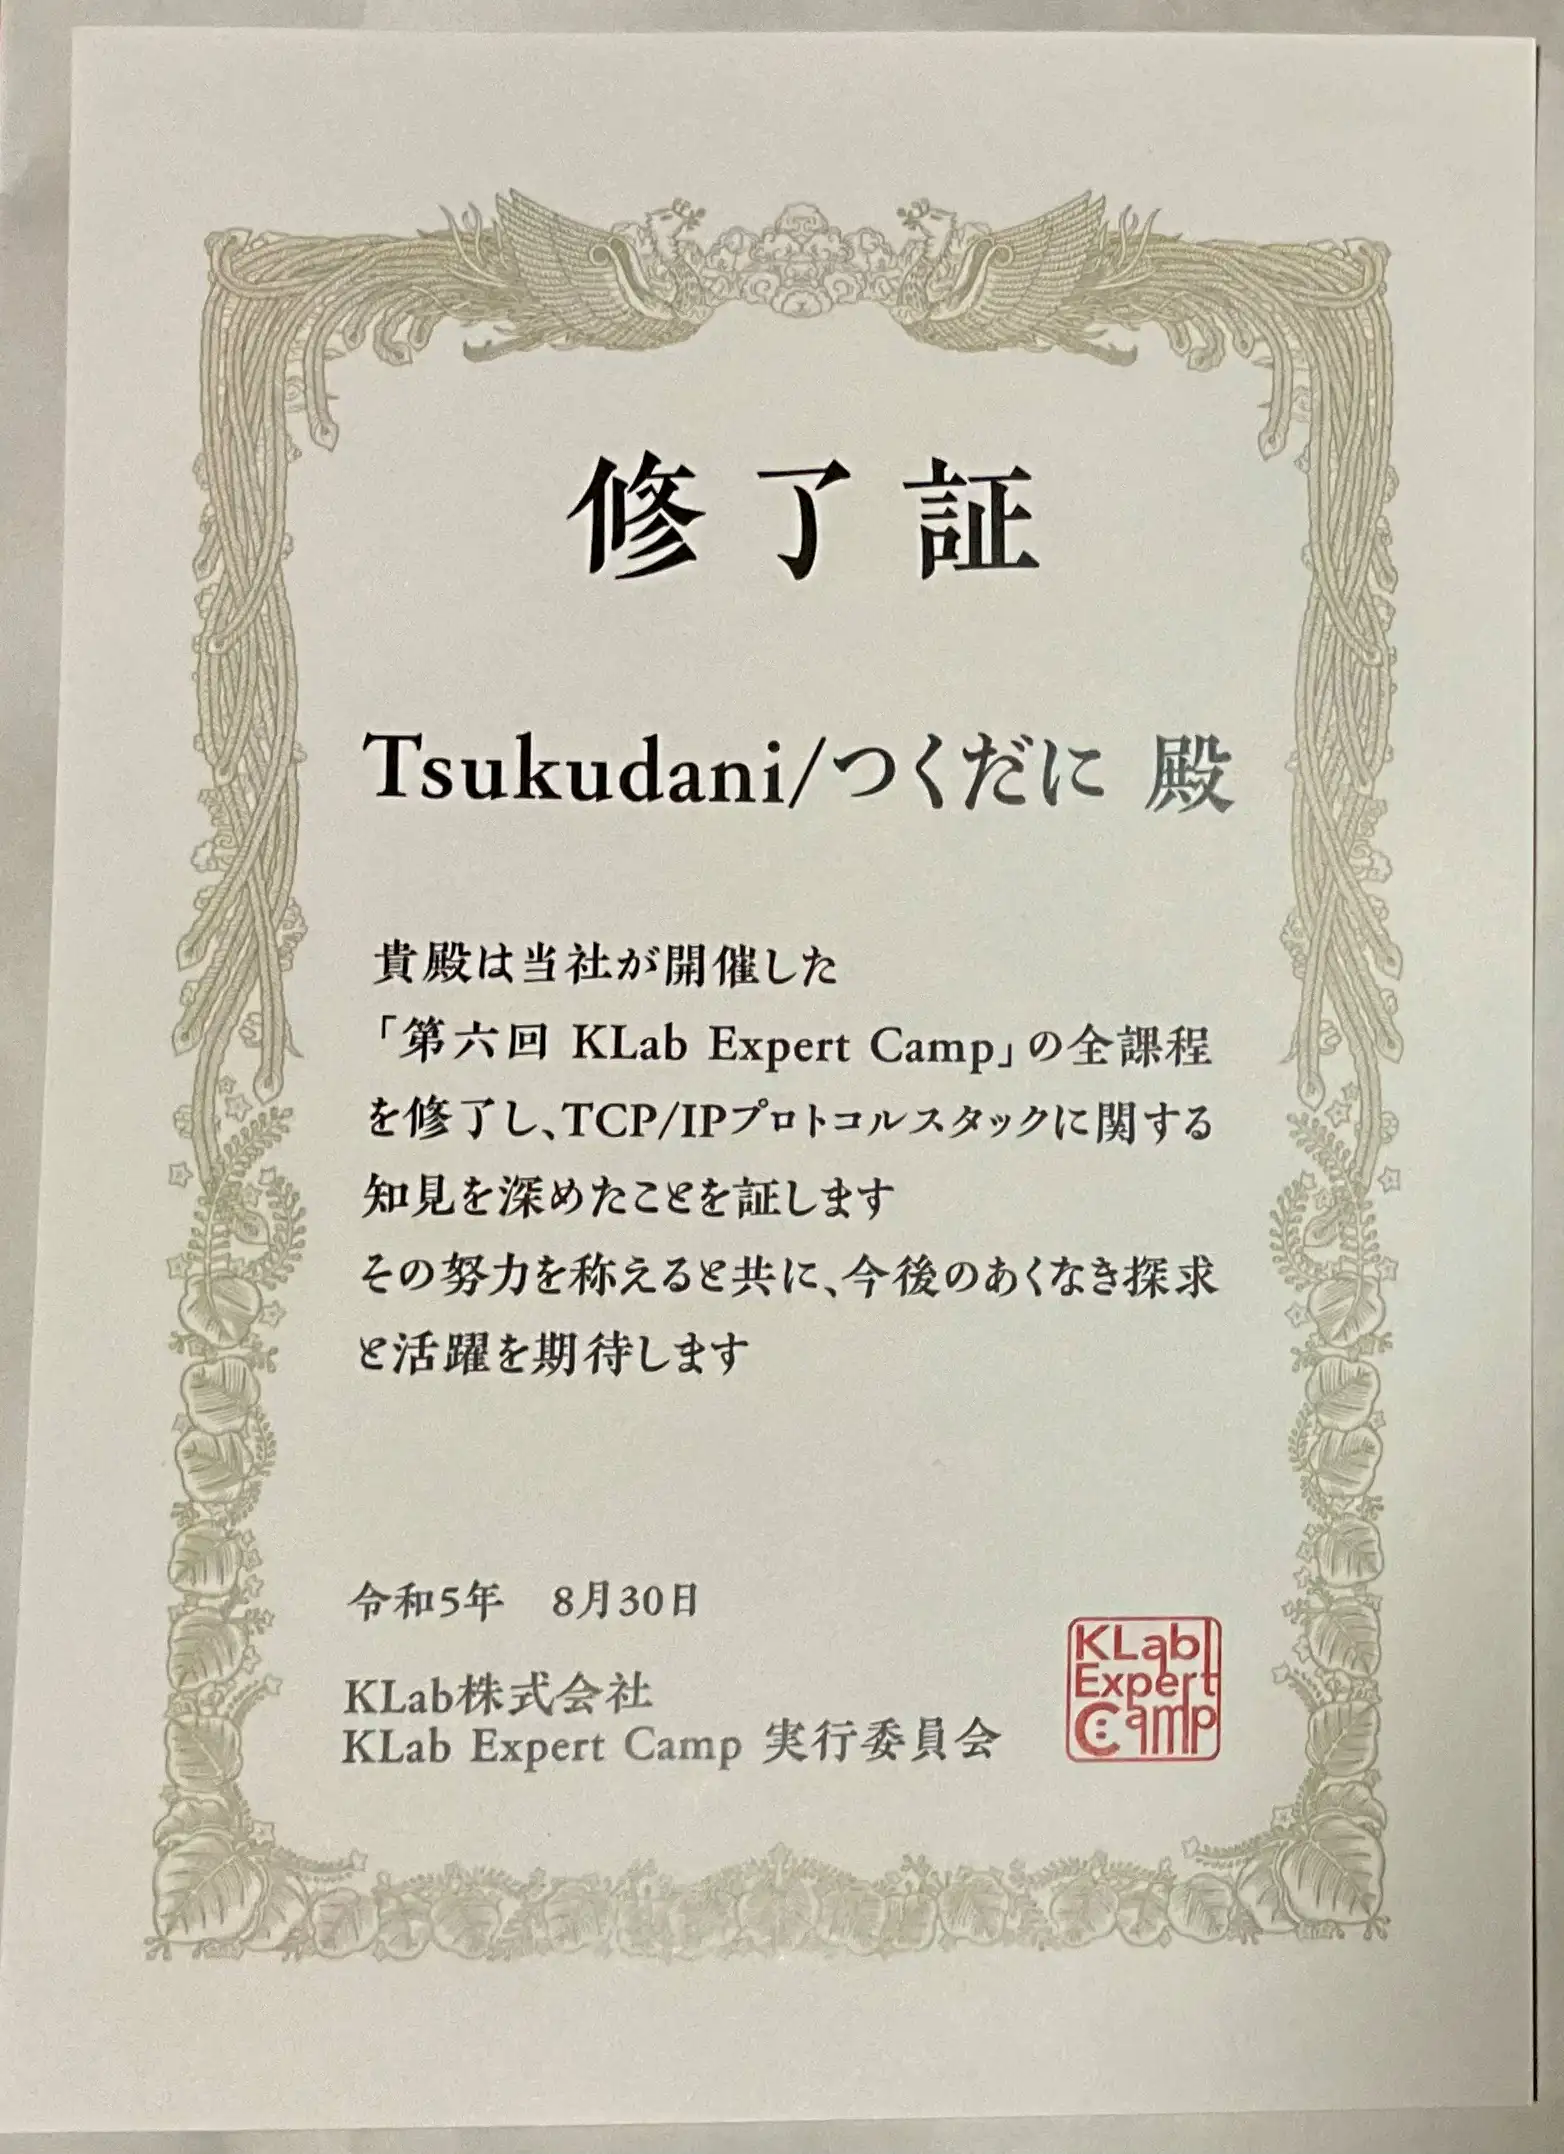 修了証
Tsukudani/つくだに 殿
貴殿は当社が開催した
「第六回 KLab Expert Camp」の全課程
を修了し、TCP/IPプロトコルスタックに関する
知見を深めたことを証します
その努力を称えると共に、今後のあくなき探求
と活躍を期待します
令和5年 8月30日
KLab株式会社
KLab Expert Camp 実行委員会
KLab
Expert
Camp